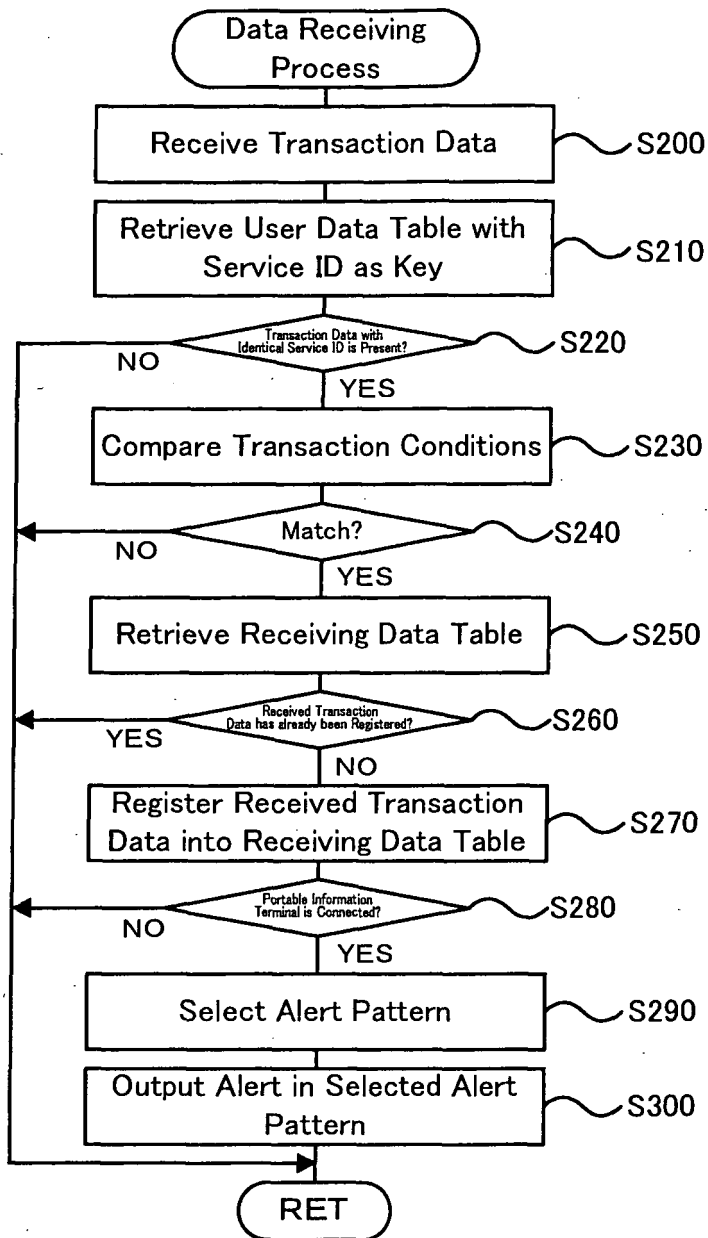 Data Receiving
Process
Receive Transaction Data
S200
Retrieve User Data Table with
Service ID as Key
S210
Transaction Data with
Identical Service ID is Present?
S220
NO
YES
Compare Transaction Conditions
S230
Match?
S240
NO
YES
Retrieve Receiving Data Table
S250
Received Transaction
Data has already been Registered?
S260
YES
NO
Register Received Transaction
Data into Receiving Data Table
S270
Portable Information
Terminal is Connected?
S280
NO
YES
Select Alert Pattern
S290
Output Alert in Selected Alert
Pattern
S300
RET